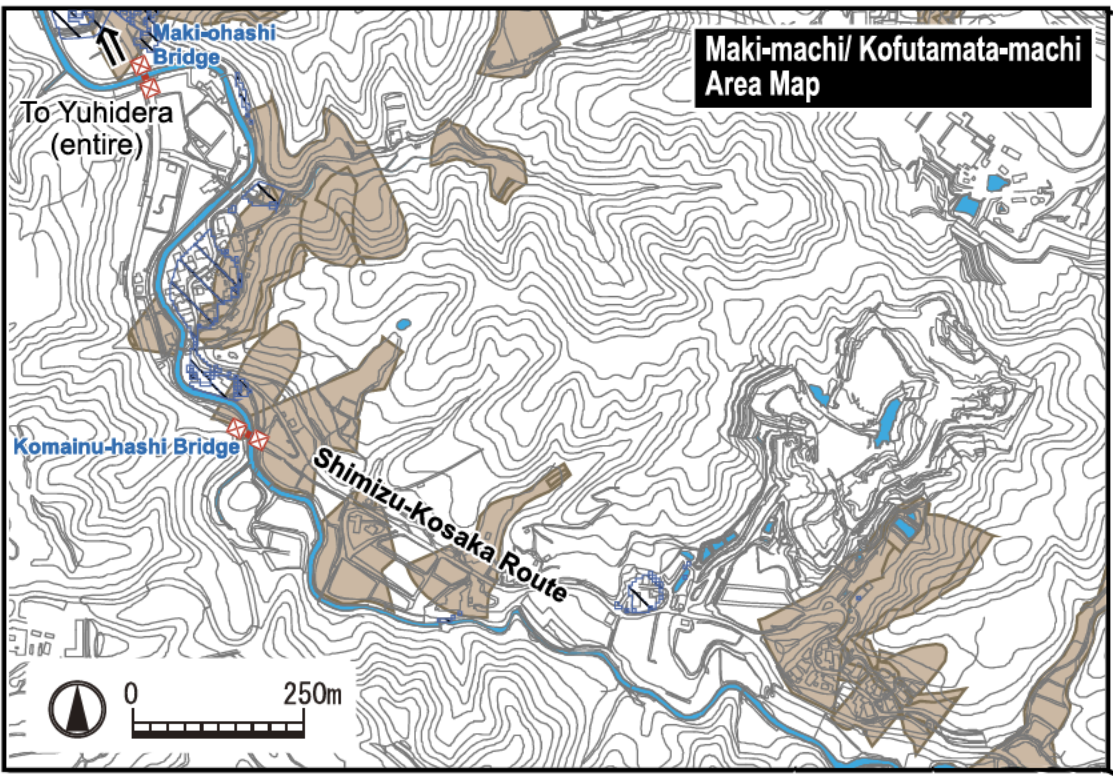 Maki-machi/ Kofutamata-machi
Area Map
Maki-ohashi
Bridge
To Yuhidera
(entire)
Komainu-hashi Bridge
Shimizu-Kosaka Route
0 250m